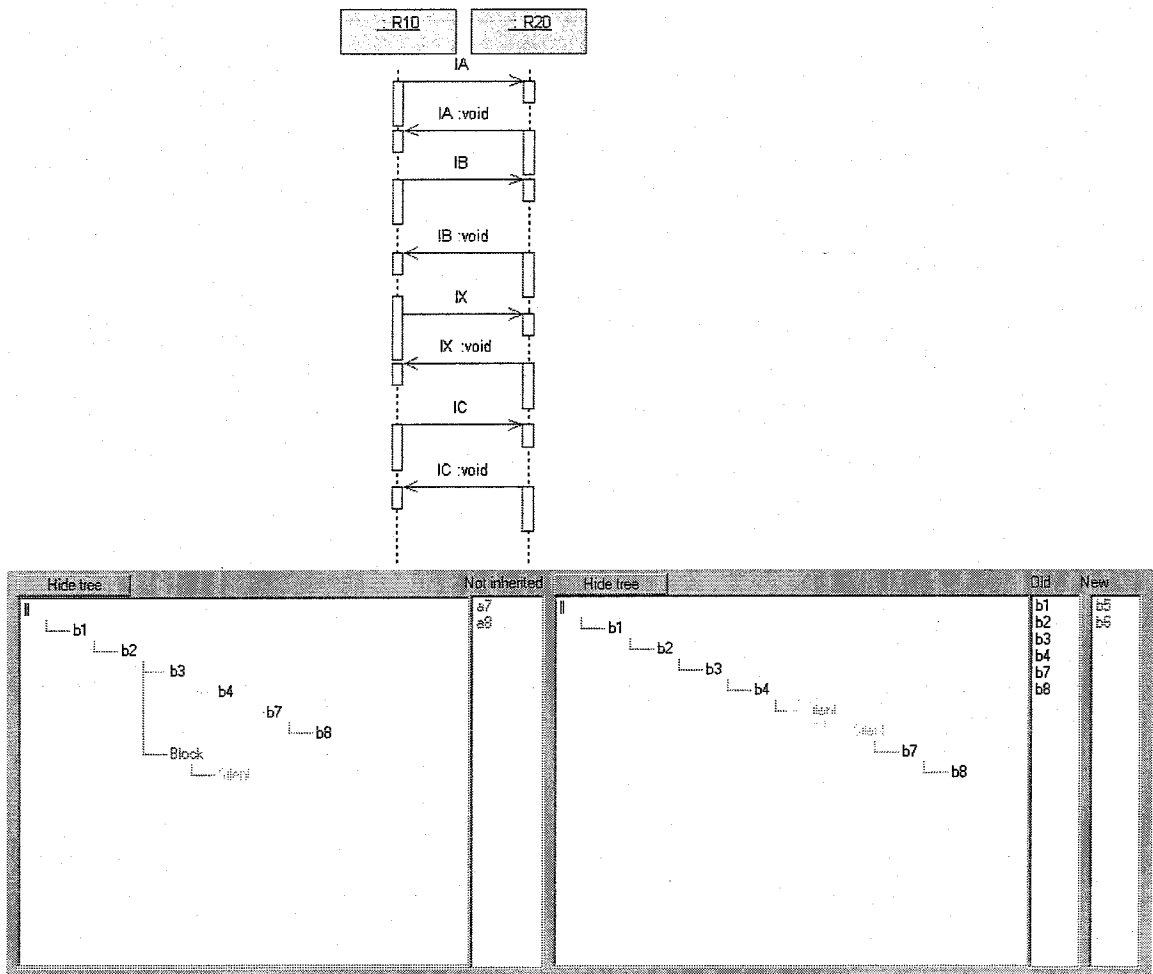 : R10
: R20
IA
IA :void
IB
IB :void
IX
IX :void
IC
IC :void
Hide tree
Not inherited
a7
a8
||
b1
b2
b3
b4
b7
b8
Block
Hide tree
Old
New
||
b1
b2
b3
b4
b7
b8
b1
b2
b3
b4
b7
b8
b5
b6